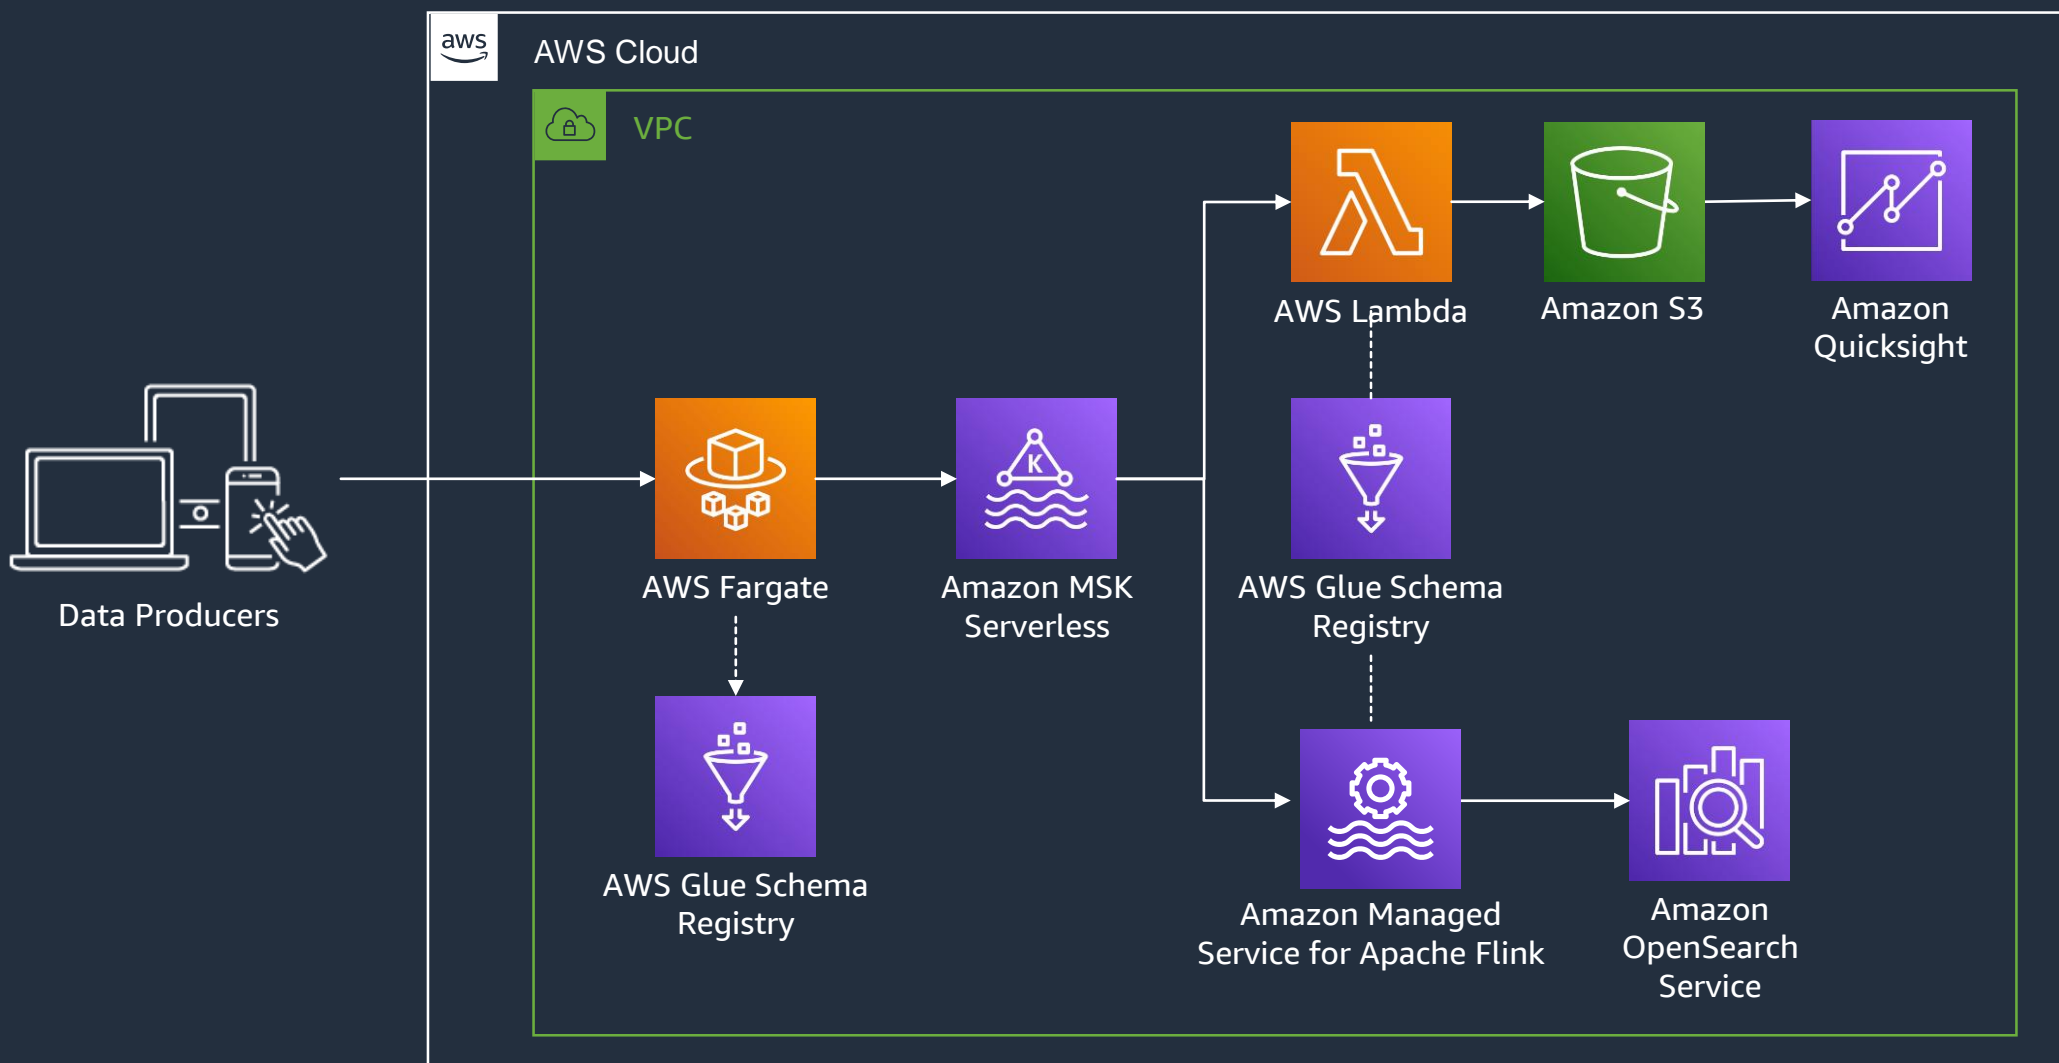 aws
AWS Cloud
VPC
AWS Lambda
Amazon S3
Amazon
Quicksight
K
Data Producers
AWS Fargate
Amazon MSK
Serverless
AWS Glue Schema
Registry
AWS Glue Schema
Registry
Amazon Managed
Service for Apache Flink
Amazon
OpenSearch
Service